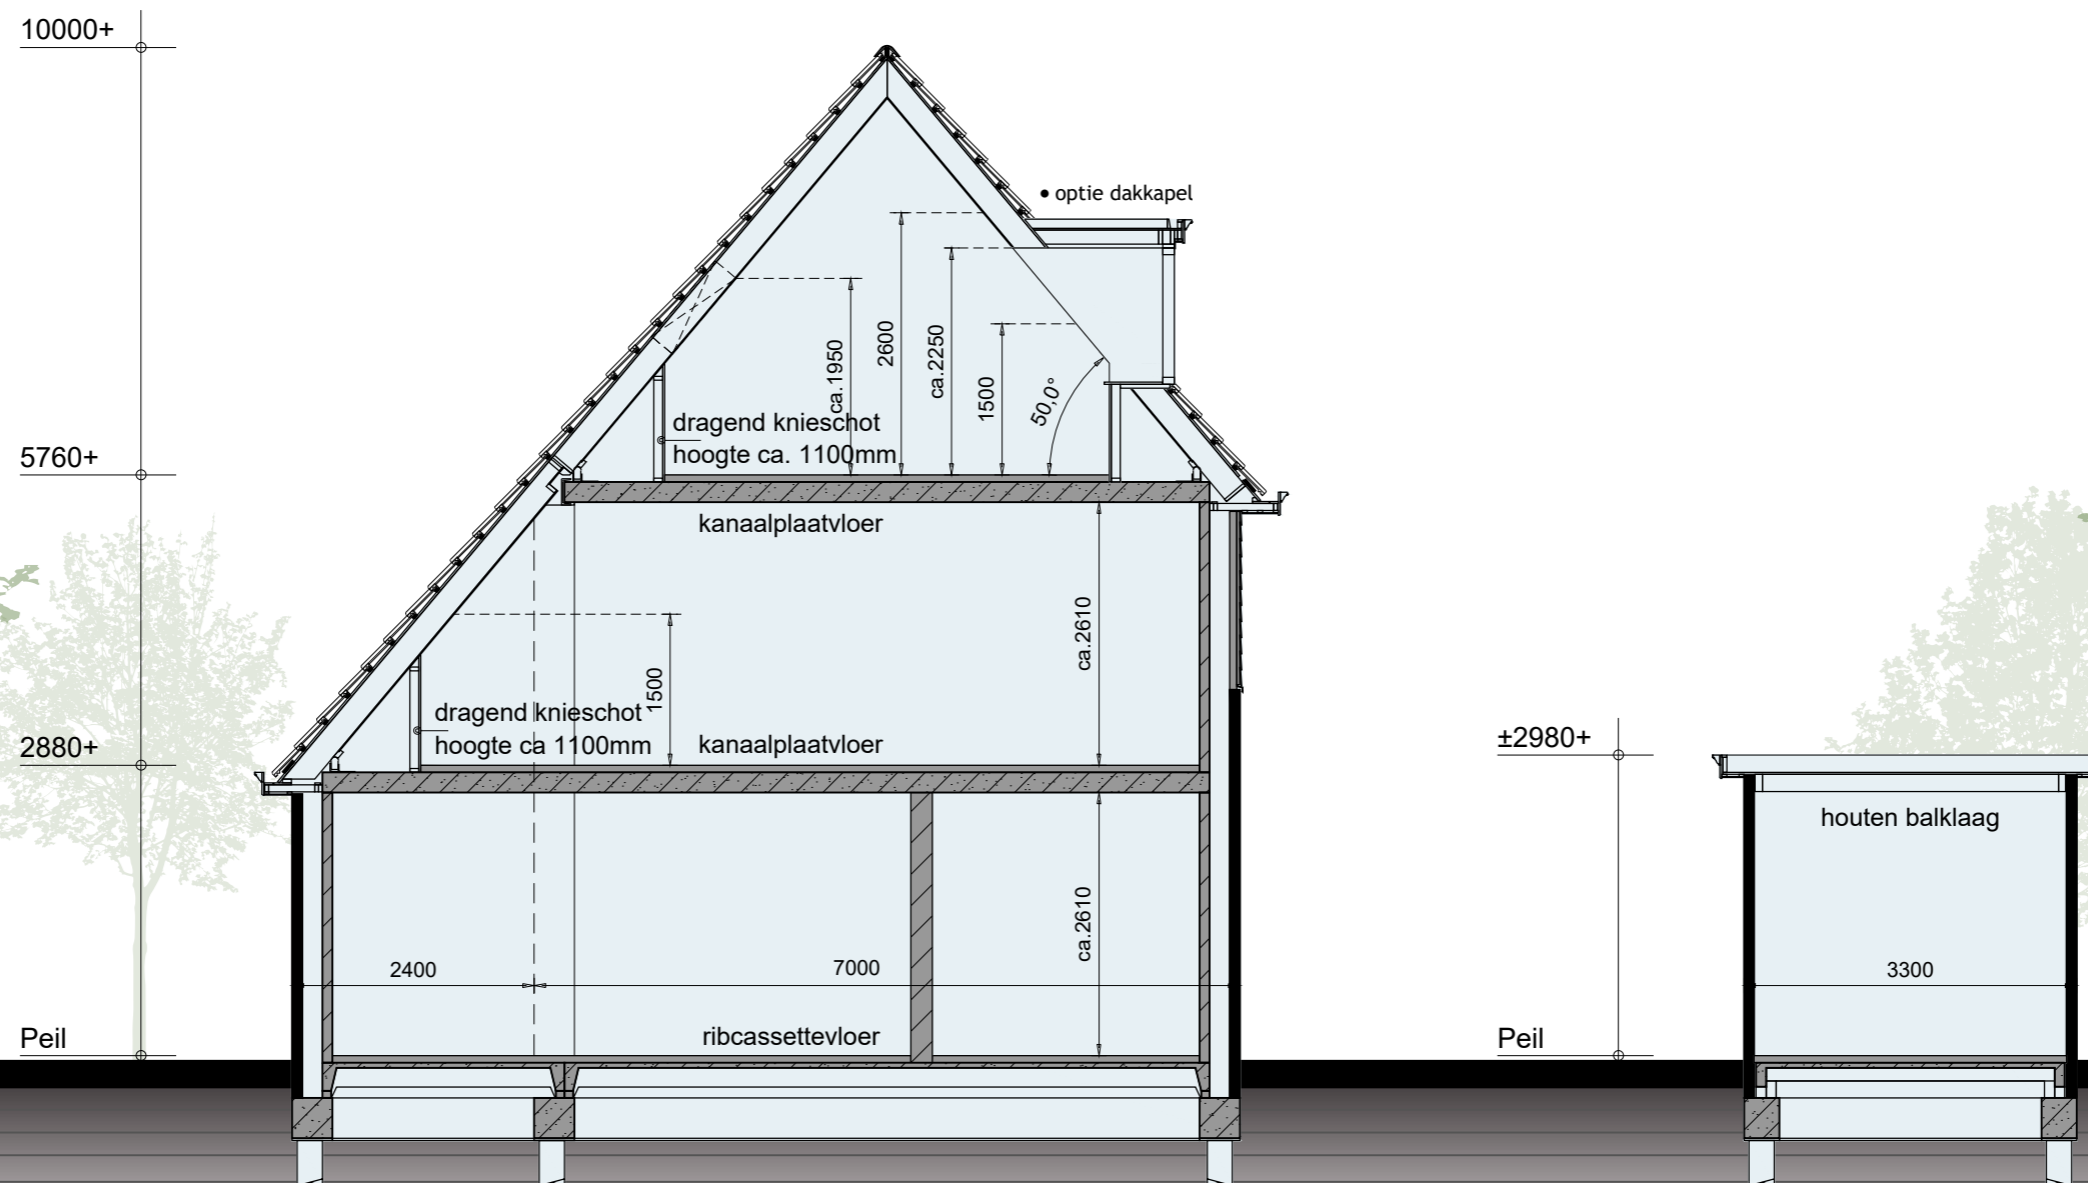 10000+
• optie dakkapel
ca.1950
2600
ca.2250
1500
50,0°
dragend knieschot
hoogte ca. 1100mm
5760+
kanaalplaatvloer
ca.2610
1500
dragend knieschot
hoogte ca 1100mm
kanaalplaatvloer
2880+
±2980+
houten balklaag
ca.2610
2400
7000
3300
ribcassettevloer
Peil
Peil